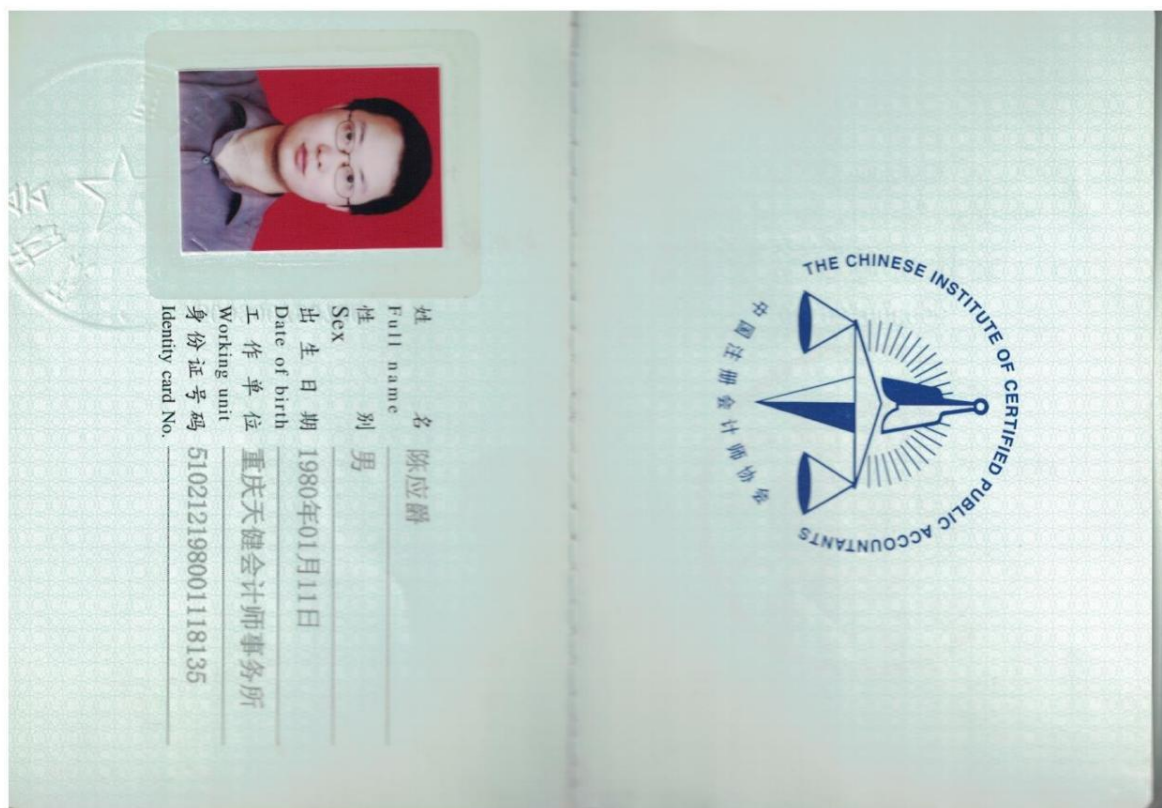 姓 名 陈应爵
Full name
性 别 男
Sex
出生日期 1980年01月11日
Date of birth
工作单位 重庆天健会计师事务所
Working unit
身份证号码 510212198001118135
Identity card No.
THE CHINESE INSTITUTE OF CERTIFIED PUBLIC ACCOUNTANTS
中国注册会计师协会